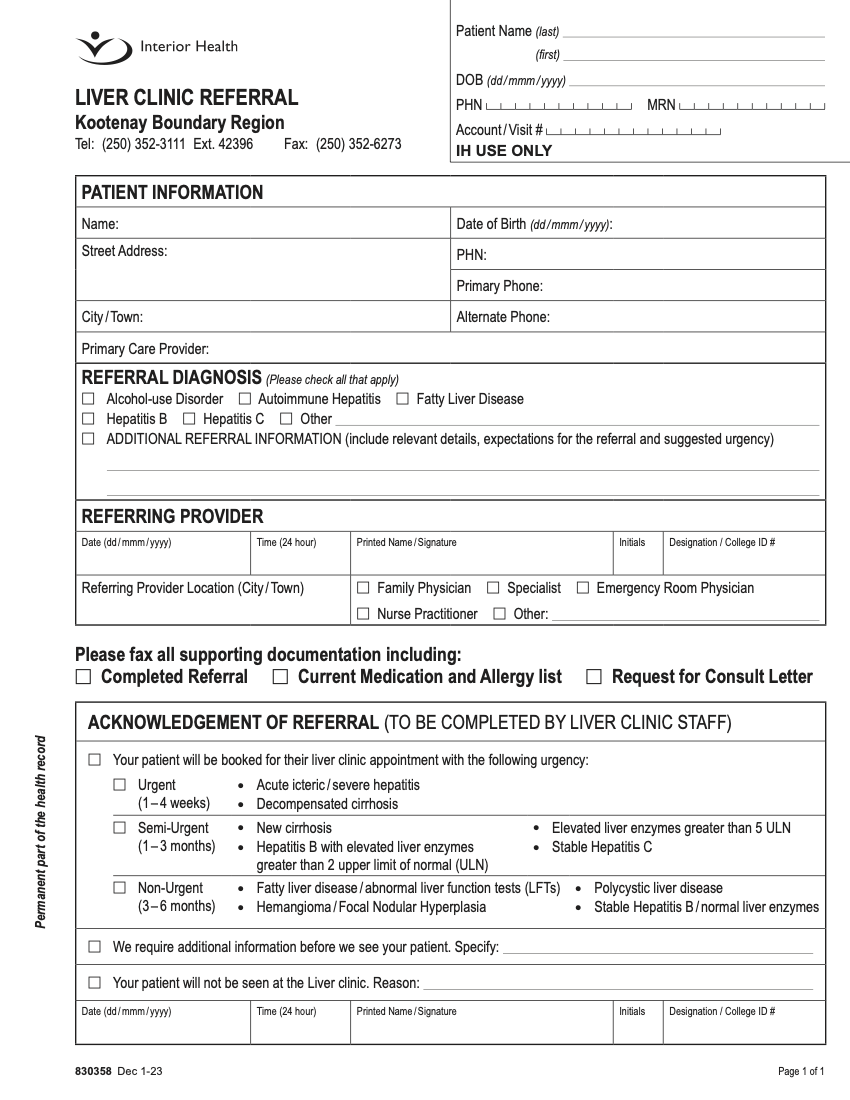 Interior Health
LIVER CLINIC REFERRAL
Kootenay Boundary Region
Tel: (250) 352-3111 Ext. 42396 Fax: (250) 352-6273
Patient Name (last)
(first)
DOB (dd/mmm/yyyy)
PHN MRN
Account/Visit #
IH USE ONLY
PATIENT INFORMATION
Name: Date of Birth (dd/mmm/yyyy):
Street Address: PHN:
Primary Phone:
City/Town: Alternate Phone:
Primary Care Provider:
REFERRAL DIAGNOSIS (Please check all that apply)
☐ Alcohol-use Disorder ☐ Autoimmune Hepatitis ☐ Fatty Liver Disease
☐ Hepatitis B ☐ Hepatitis C ☐ Other
☐ ADDITIONAL REFERRAL INFORMATION (include relevant details, expectations for the referral and suggested urgency)
REFERRING PROVIDER
Date (dd/mmm/yyyy) Time (24 hour) Printed Name/Signature Initials Designation / College ID #
Referring Provider Location (City/Town) ☐ Family Physician ☐ Specialist ☐ Emergency Room Physician
☐ Nurse Practitioner ☐ Other:
Please fax all supporting documentation including:
☐ Completed Referral ☐ Current Medication and Allergy list ☐ Request for Consult Letter
ACKNOWLEDGEMENT OF REFERRAL (TO BE COMPLETED BY LIVER CLINIC STAFF)
☐ Your patient will be booked for their liver clinic appointment with the following urgency:
☐ Urgent • Acute icteric/severe hepatitis
(1–4 weeks) • Decompensated cirrhosis
☐ Semi-Urgent • New cirrhosis • Elevated liver enzymes greater than 5 ULN
(1–3 months) • Hepatitis B with elevated liver enzymes • Stable Hepatitis C
greater than 2 upper limit of normal (ULN)
☐ Non-Urgent • Fatty liver disease/abnormal liver function tests (LFTs) • Polycystic liver disease
(3–6 months) • Hemangioma/Focal Nodular Hyperplasia • Stable Hepatitis B/normal liver enzymes
☐ We require additional information before we see your patient. Specify:
☐ Your patient will not be seen at the Liver clinic. Reason:
Date (dd/mmm/yyyy) Time (24 hour) Printed Name/Signature Initials Designation / College ID #
Permanent part of the health record
830358 Dec 1-23 Page 1 of 1